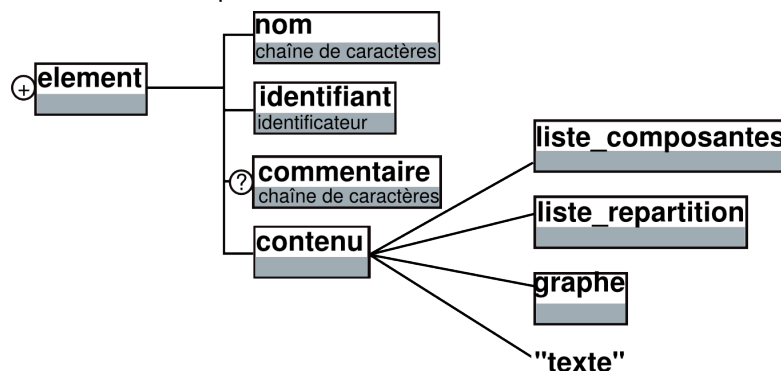 nom
chaîne de caractères
+
element
identifiant
identificateur
?
commentaire
chaîne de caractères
contenu
liste_composantes
liste_repartition
graphe
"texte"